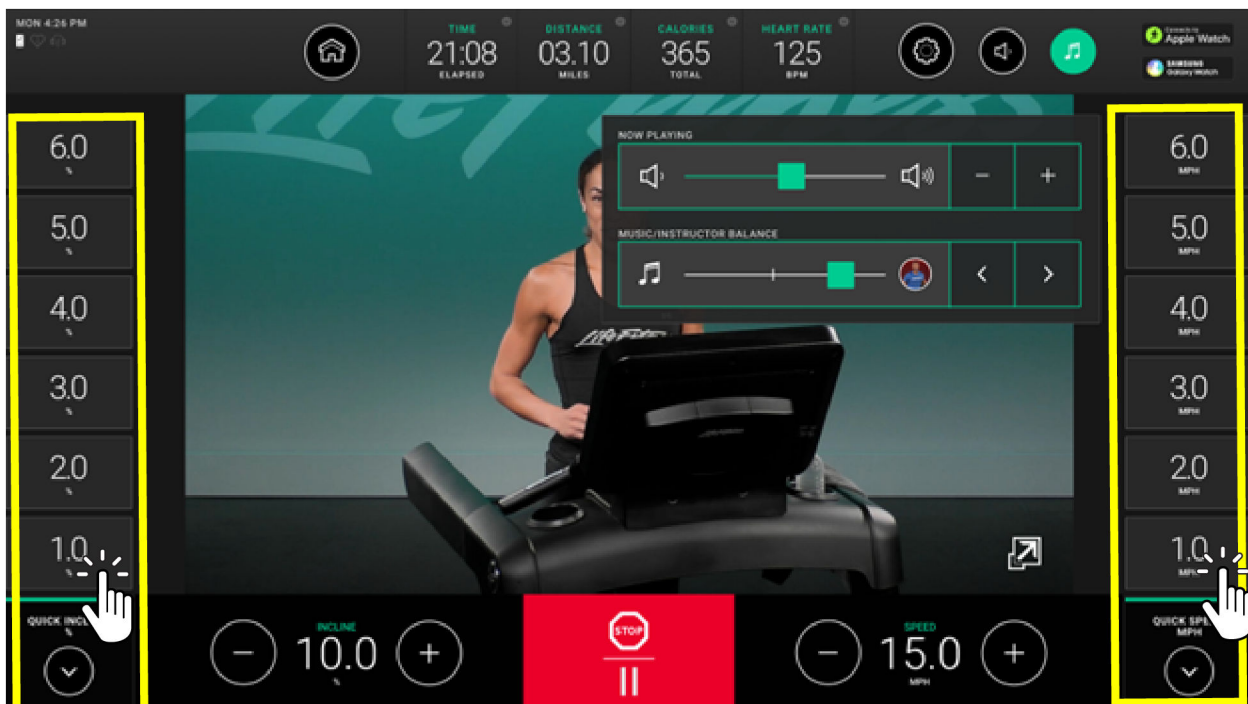 MON 4:26 PM
TIME
21:08
ELAPSED
DISTANCE
03.10
MILES
CALORIES
365
TOTAL
HEART RATE
125
BPM
Connects to
Apple Watch
SAMSUNG
Galaxy Watch
6.0
%
5.0
%
4.0
%
3.0
%
2.0
%
1.0
%
QUICK
%
NOW PLAYING
MUSIC/INSTRUCTOR BALANCE
6.0
MPH
5.0
MPH
4.0
MPH
3.0
MPH
2.0
MPH
1.0
MPH
QUICK
MPH
INCLINE
10.0
%
STOP
SPEED
15.0
MPH